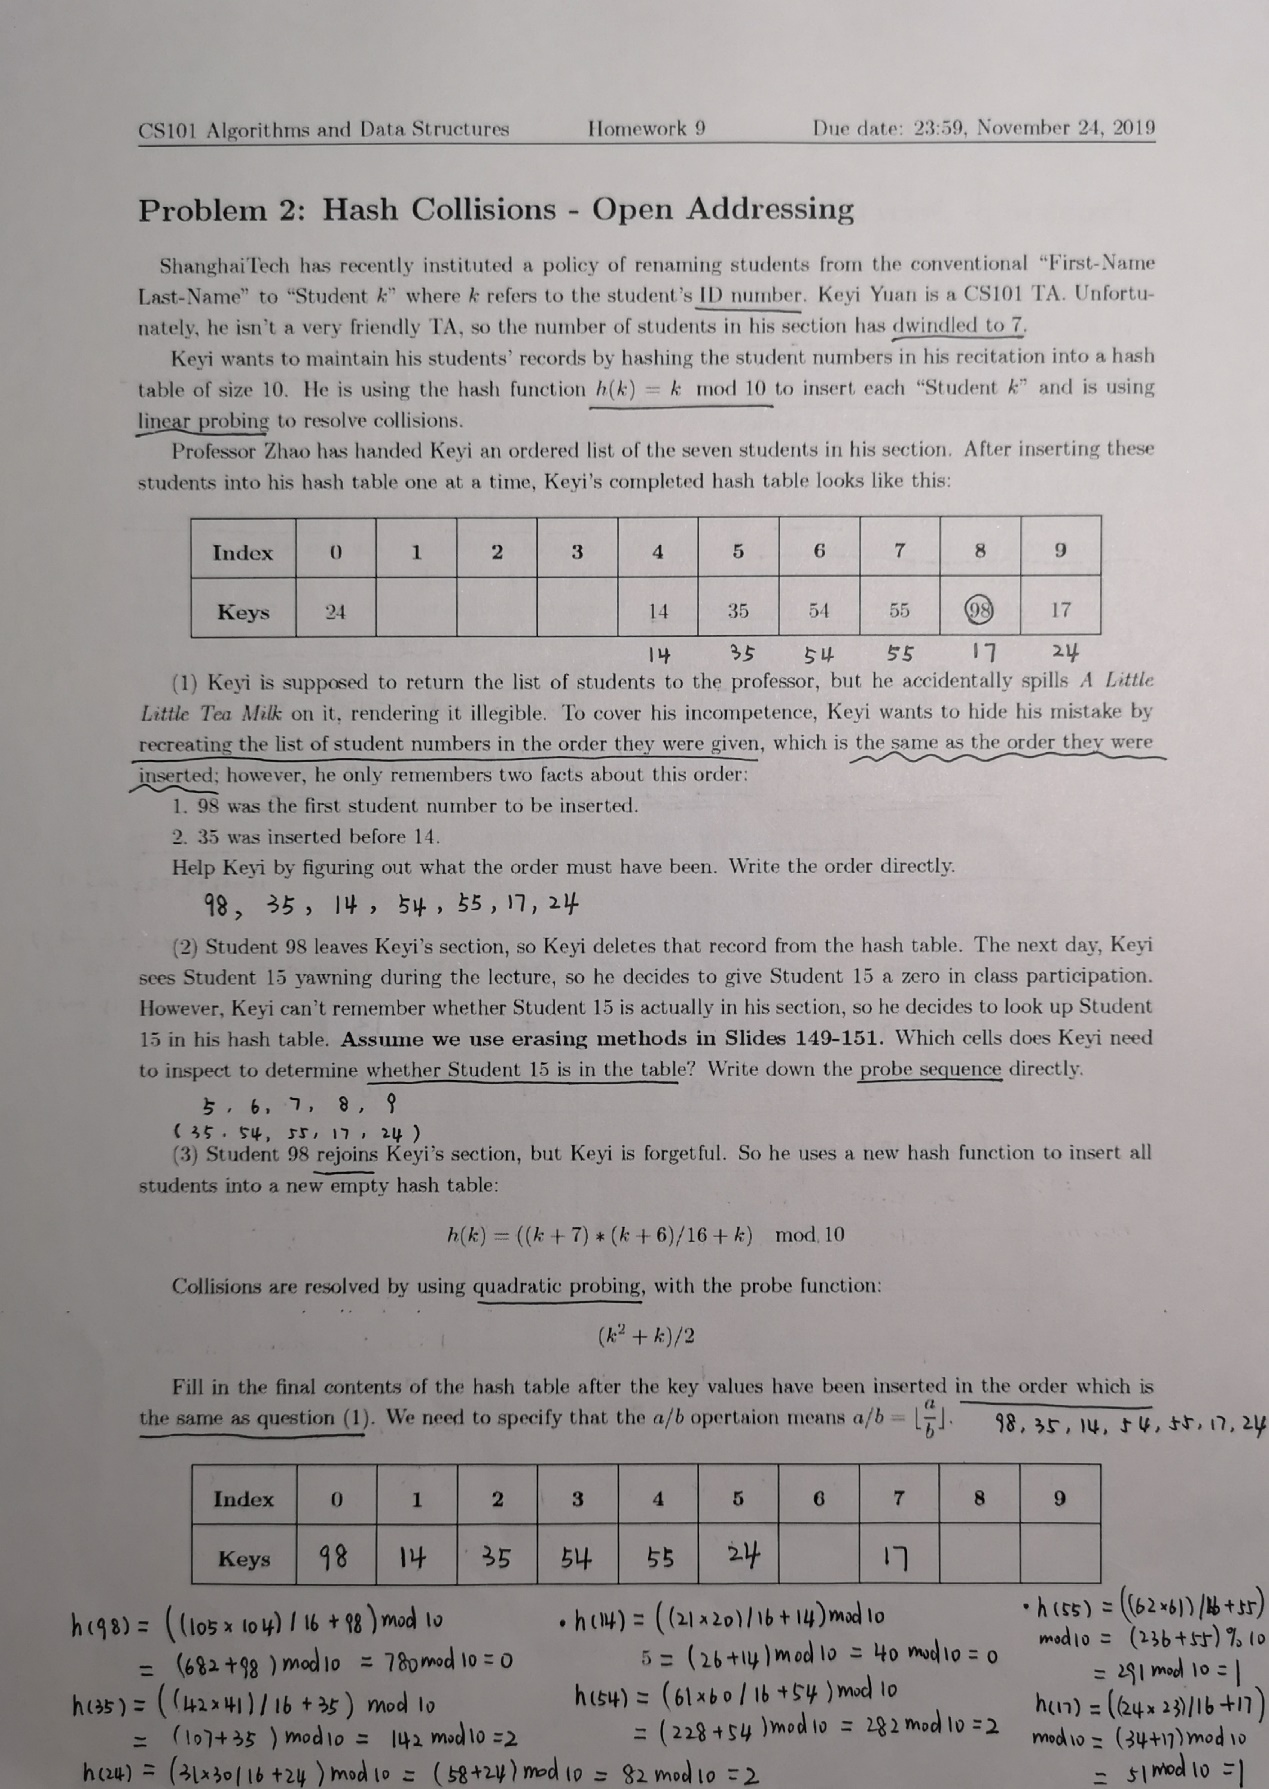 CS101 Algorithms and Data Structures Homework 9 Due date: 23:59, November 24, 2019
Problem 2: Hash Collisions - Open Addressing
ShanghaiTech has recently instituted a policy of renaming students from the conventional “First-Name
Last-Name” to “Student k” where k refers to the student's ID number. Keyi Yuan is a CS101 TA. Unfortu-
nately, he isn't a very friendly TA, so the number of students in his section has dwindled to 7.
Keyi wants to maintain his students' records by hashing the student numbers in his recitation into a hash
table of size 10. He is using the hash function h(k) = k mod 10 to insert each “Student k” and is using
linear probing to resolve collisions.
Professor Zhao has handed Keyi an ordered list of the seven students in his section. After inserting these
students into his hash table one at a time, Keyi's completed hash table looks like this:
Index 0 1 2 3 4 5 6 7 8 9
Keys 24 14 35 54 55 98 17
14 35 54 55 17 24
(1) Keyi is supposed to return the list of students to the professor, but he accidentally spills A Little
Little Tea Milk on it, rendering it illegible. To cover his incompetence, Keyi wants to hide his mistake by
recreating the list of student numbers in the order they were given, which is the same as the order they were
inserted; however, he only remembers two facts about this order:
1. 98 was the first student number to be inserted.
2. 35 was inserted before 14.
Help Keyi by figuring out what the order must have been. Write the order directly.
98, 35, 14, 54, 55, 17, 24
(2) Student 98 leaves Keyi's section, so Keyi deletes that record from the hash table. The next day, Keyi
sees Student 15 yawning during the lecture, so he decides to give Student 15 a zero in class participation.
However, Keyi can't remember whether Student 15 is actually in his section, so he decides to look up Student
15 in his hash table. Assume we use erasing methods in Slides 149-151. Which cells does Keyi need
to inspect to determine whether Student 15 is in the table? Write down the probe sequence directly.
5, 6, 7, 8, 9
(35, 54, 55, 17, 24)
(3) Student 98 rejoins Keyi's section, but Keyi is forgetful. So he uses a new hash function to insert all
students into a new empty hash table:
h(k) = ((k + 7) * (k + 6)/16 + k) mod 10
Collisions are resolved by using quadratic probing, with the probe function:
(k² + k)/2
Fill in the final contents of the hash table after the key values have been inserted in the order which is
the same as question (1). We need to specify that the a/b opertaion means a/b = ⌊a/b⌋. 98, 35, 14, 54, 55, 17, 24
Index 0 1 2 3 4 5 6 7 8 9
Keys 98 14 35 54 55 24 17
h(98) = ((105×104)/16+98) mod 10
= (682+98) mod 10 = 780 mod 10 = 0
h(35) = ((42×41)/16+35) mod 10
= (107+35) mod 10 = 142 mod 10 = 2
h(24) = (31×30/16+24) mod 10 = (58+24) mod 10 = 82 mod 10 = 2
· h(14) = ((21×20)/16+14) mod 10
5 = (26+14) mod 10 = 40 mod 10 = 0
h(54) = (61×60/16+54) mod 10
= (228+54) mod 10 = 282 mod 10 = 2
· h(55) = ((62×61)/16+55)
mod 10 = (236+55) % 10
= 291 mod 10 = 1
h(17) = ((24×23)/16+17)
mod 10 = (34+17) mod 10
= 51 mod 10 = 1